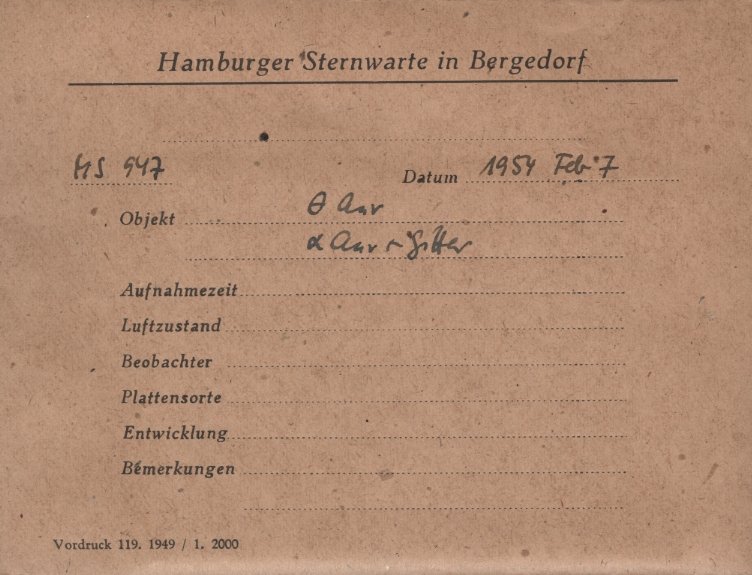 Hamburger Sternwarte in Bergedorf
HS 947 Datum 1954 Feb 7
Objekt θ Aur
α Aur Gitter
Aufnahmezeit
Luftzustand
Beobachter
Plattensorte
Entwicklung
Bemerkungen
Vordruck 119. 1949 / 1. 2000